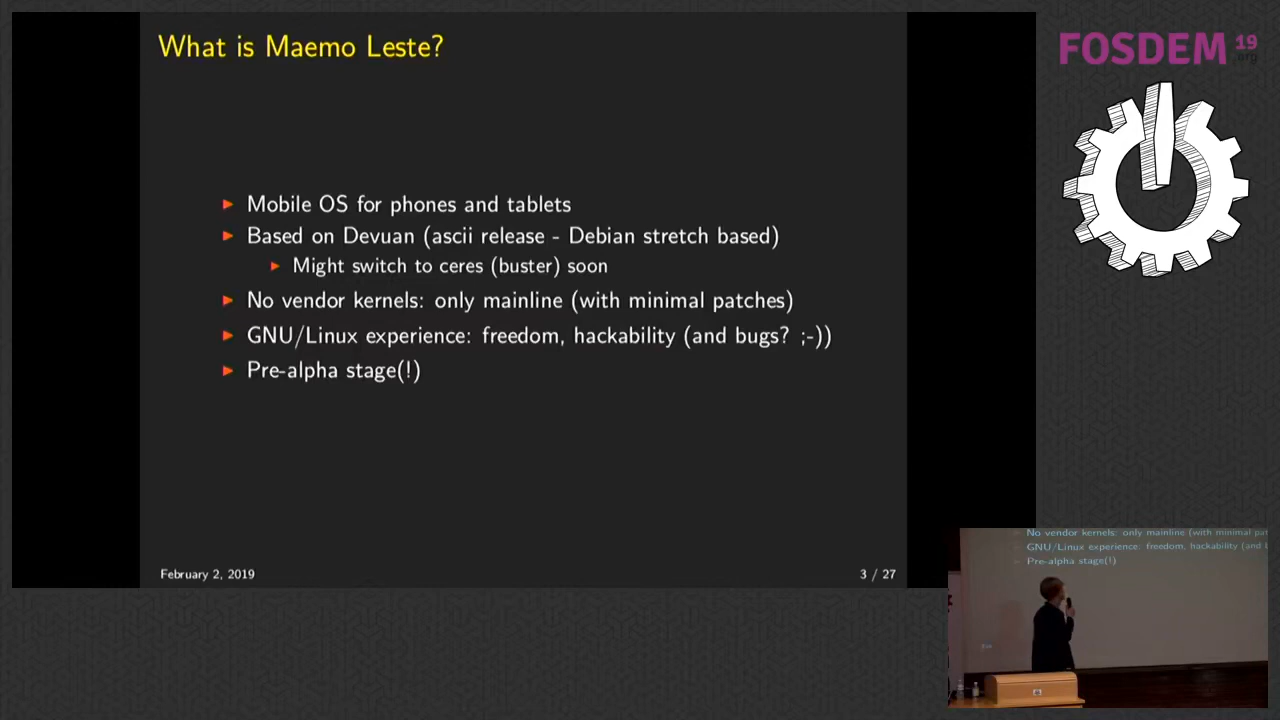 What is Maemo Leste?
FOSDEM 19
.org
Mobile OS for phones and tablets
Based on Devuan (ascii release - Debian stretch based)
Might switch to ceres (buster) soon
No vendor kernels: only mainline (with minimal patches)
GNU/Linux experience: freedom, hackability (and bugs? ;-))
Pre-alpha stage(!)
February 2, 2019
3 / 27
No vendor kernels: only mainline (with minimal pat
GNU/Linux experience: freedom, hackability (and b
Pre-alpha stage(!)